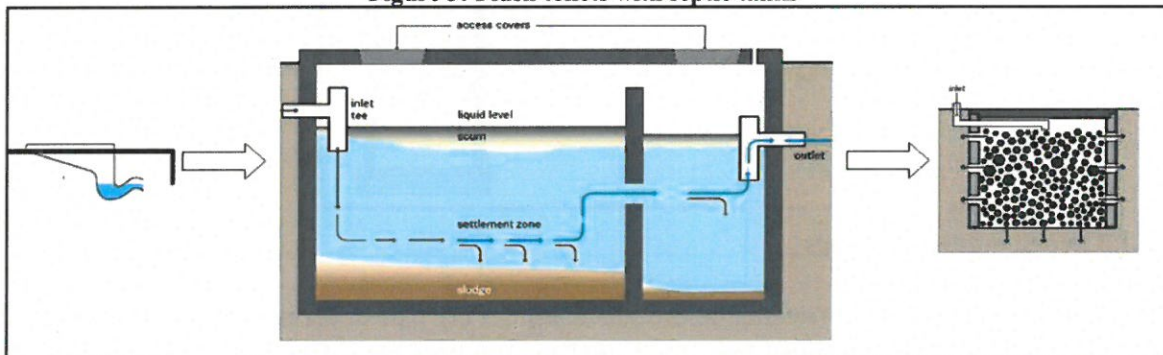 access covers
inlet
tee
liquid level
scum
outlet
settlement zone
sludge
inlet